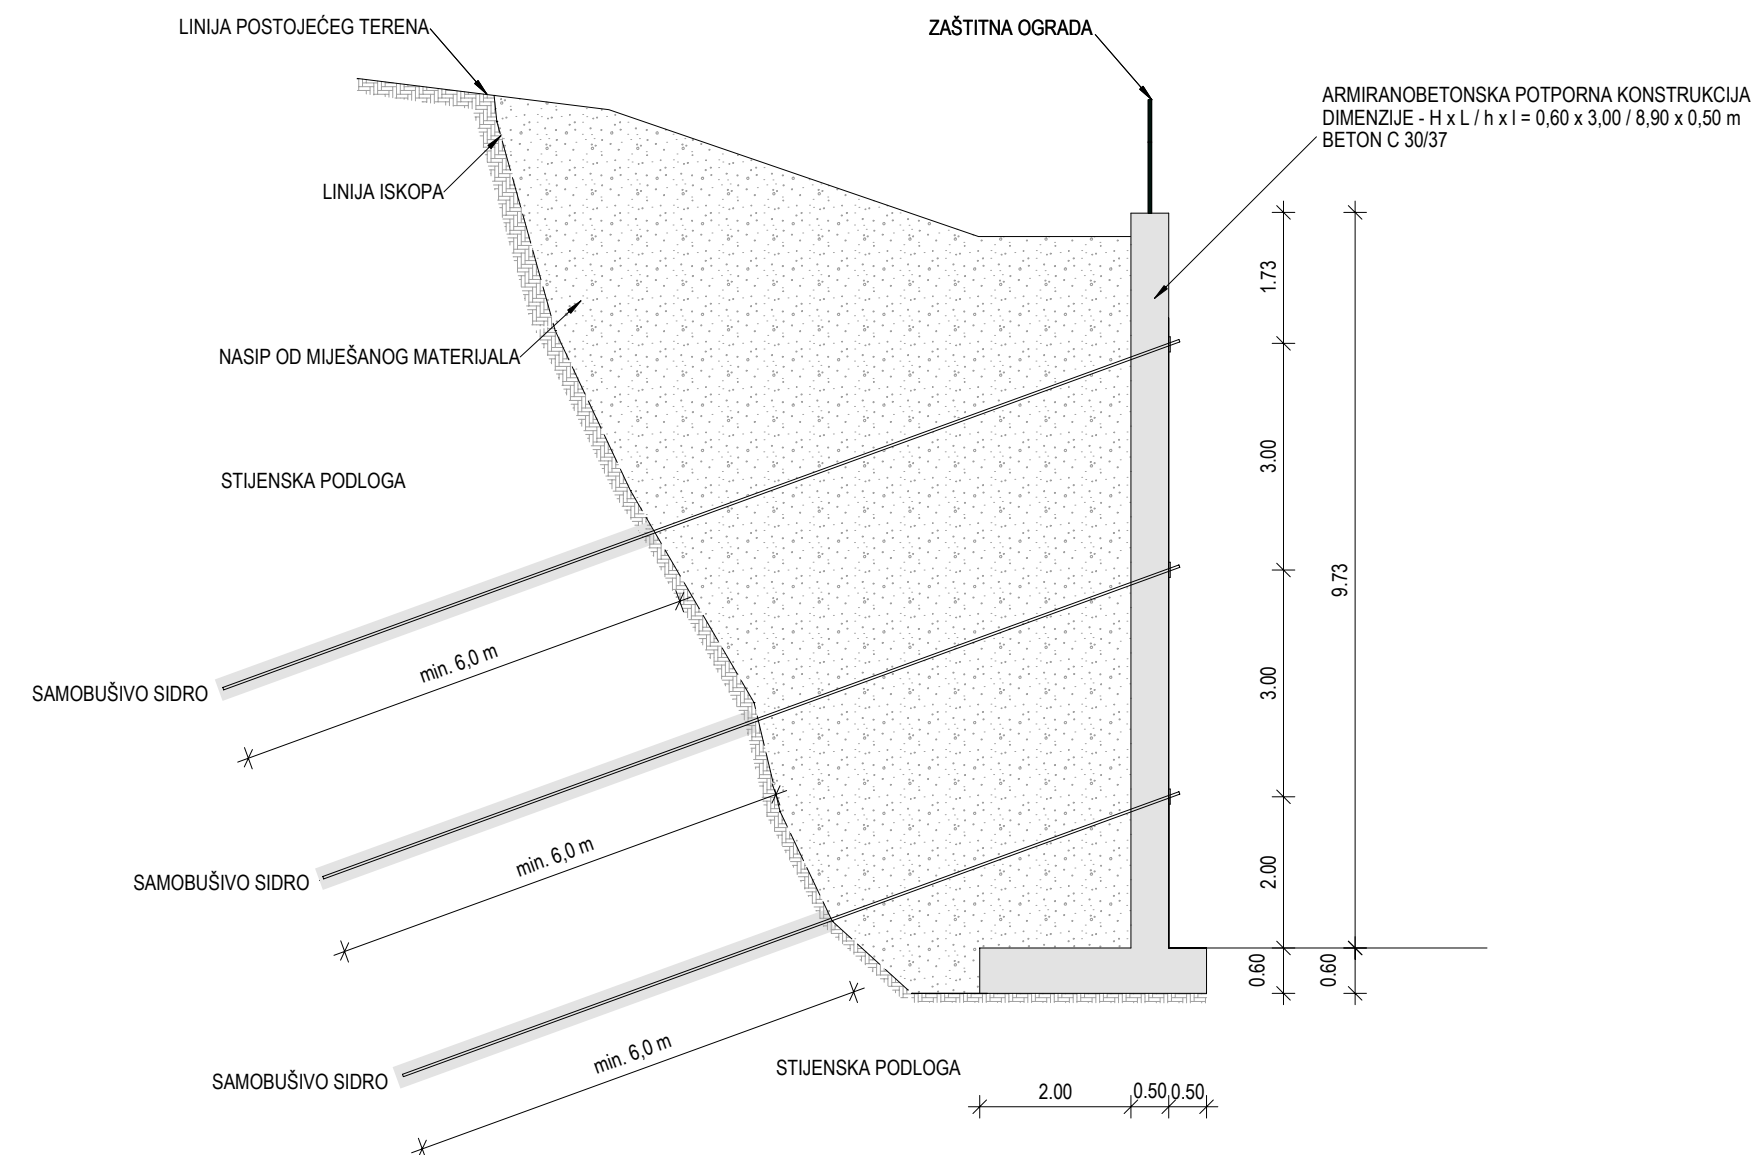 LINIJA POSTOJEĆEG TERENA
ZAŠTITNA OGRADA
ARMIRANOBETONSKA POTPORNA KONSTRUKCIJA
DIMENZIJE - H x L / h x l = 0,60 x 3,00 / 8,90 x 0,50 m
BETON C 30/37
LINIJA ISKOPA
1.73
NASIP OD MIJEŠANOG MATERIJALA
3.00
STIJENSKA PODLOGA
9.73
min. 6,0 m
3.00
SAMOBUŠIVO SIDRO
min. 6,0 m
2.00
SAMOBUŠIVO SIDRO
0.60
0.60
min. 6,0 m
STIJENSKA PODLOGA
SAMOBUŠIVO SIDRO
2.00
0.50
0.50